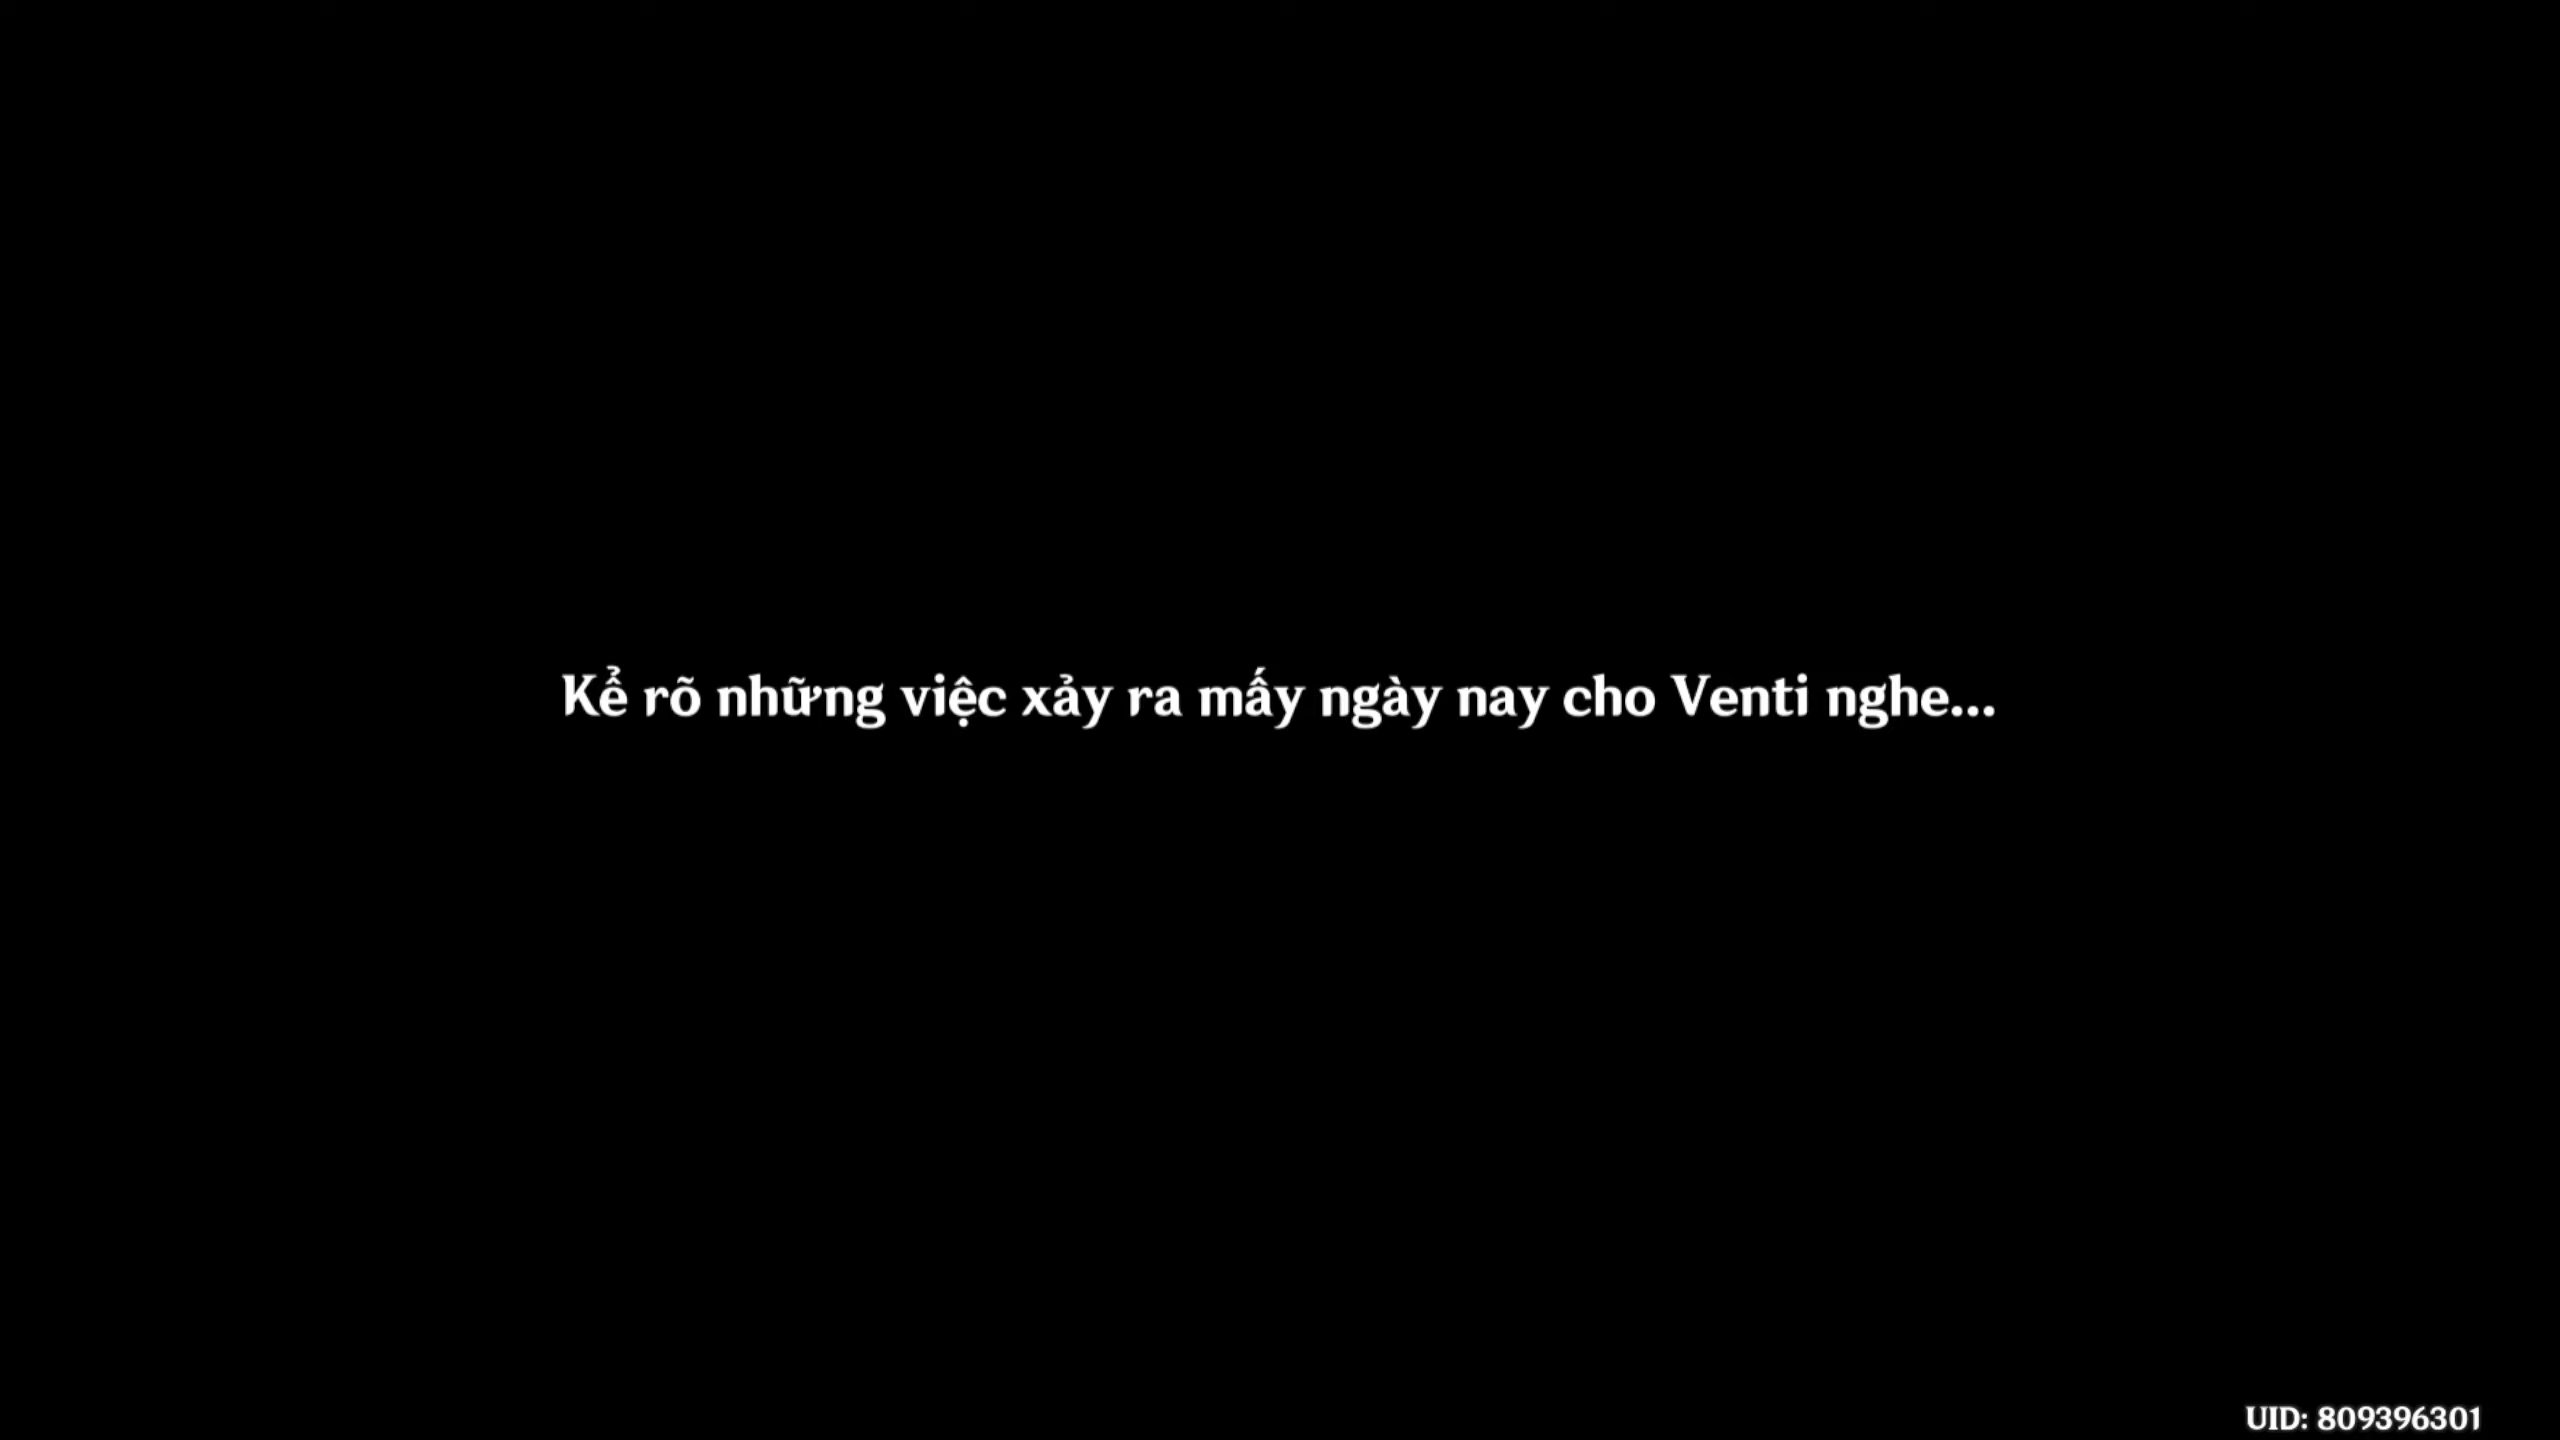 Kể rõ những việc xảy ra mấy ngày nay cho Venti nghe...
UID: 809396301